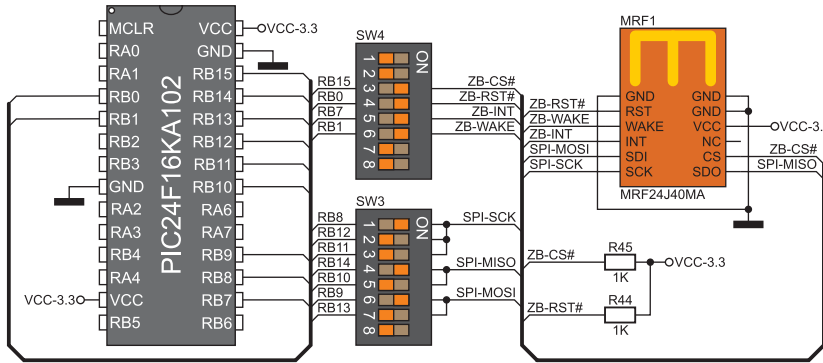 MCLR VCC VCC-3.3
RA0 GND
RA1 RB15
RB0 RB14
RB1 RB13
RB2 RB12
RB3 RB11
GND RB10
RA2 RA6
RA3 RA7
RB4 RB9
RA4 RB8
VCC-3.3 VCC RB7
RB5 RB6
PIC24F16KA102
SW4
ON
1
2
RB15 3 ZB-CS#
RB0 4 ZB-RST#
RB7 5 ZB-INT
RB1 6 ZB-WAKE
7
8
SW3
ON
RB8 1 SPI-SCK
RB12 2
RB11 3
RB14 4 SPI-MISO
RB10 5
RB9 6 SPI-MOSI
RB13 7
8
MRF1
GND GND
ZB-RST# RST GND
ZB-WAKE WAKE VCC VCC-3.3
ZB-INT INT NC
SPI-MOSI SDI CS ZB-CS#
SPI-SCK SCK SDO SPI-MISO
MRF24J40MA
ZB-CS# R45 VCC-3.3
1K
ZB-RST# R44
1K